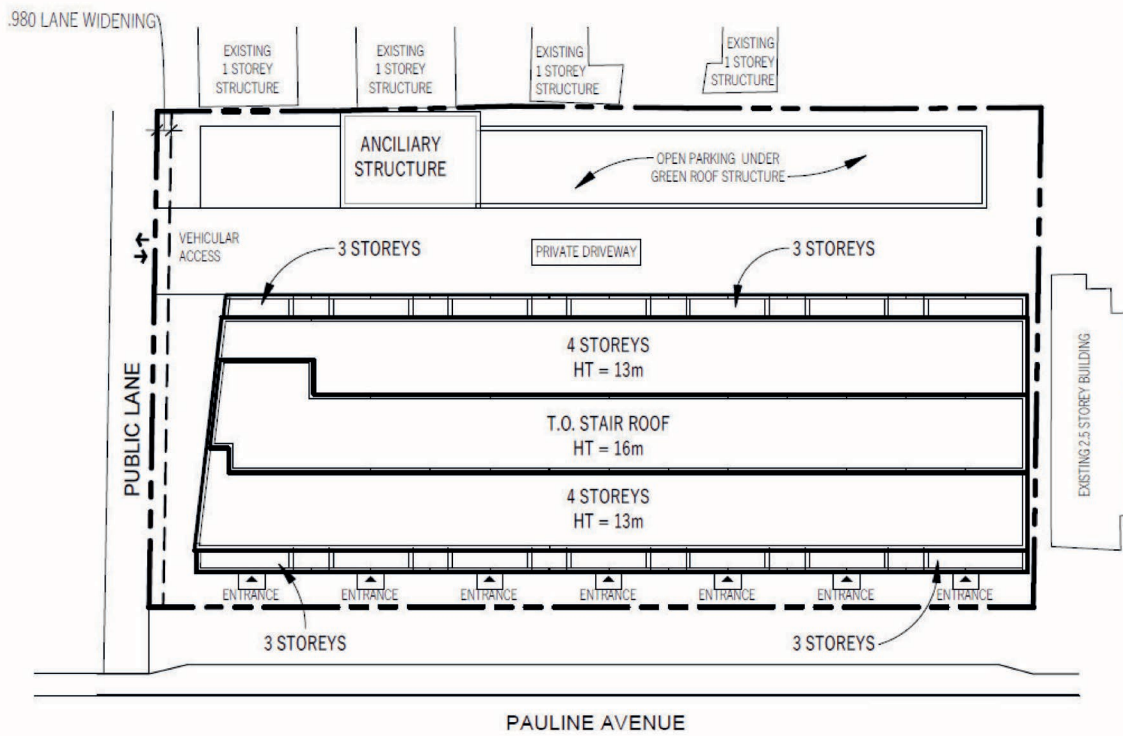 .980 LANE WIDENING
EXISTING
1 STOREY
STRUCTURE
EXISTING
1 STOREY
STRUCTURE
EXISTING
1 STOREY
STRUCTURE
EXISTING
1 STOREY
STRUCTURE
ANCILIARY
STRUCTURE
OPEN PARKING UNDER
GREEN ROOF STRUCTURE
VEHICULAR
ACCESS
3 STOREYS
PRIVATE DRIVEWAY
3 STOREYS
4 STOREYS
HT = 13m
T.O. STAIR ROOF
HT = 16m
4 STOREYS
HT = 13m
PUBLIC LANE
EXISTING 2.5 STOREY BUILDING
ENTRANCE
ENTRANCE
ENTRANCE
ENTRANCE
ENTRANCE
ENTRANCE
ENTRANCE
3 STOREYS
3 STOREYS
PAULINE AVENUE